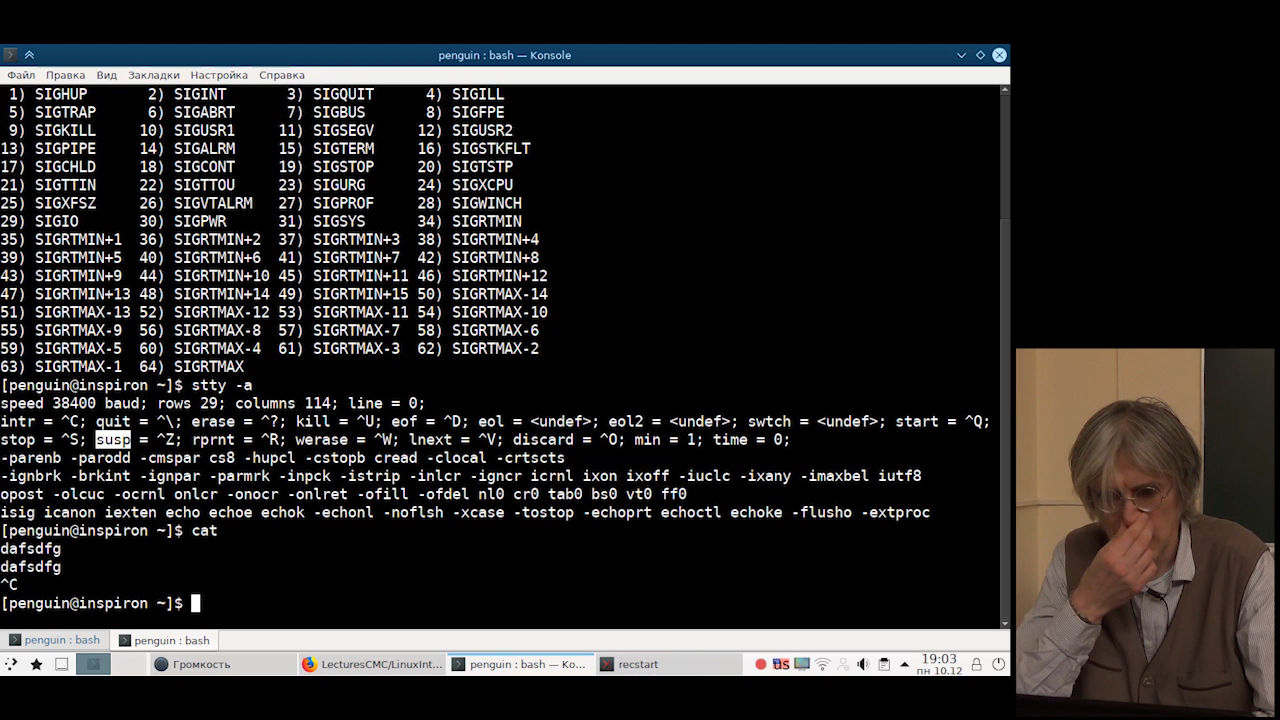 penguin : bash — Konsole
Файл Правка Вид Закладки Настройка Справка
1) SIGHUP 2) SIGINT 3) SIGQUIT 4) SIGILL
5) SIGTRAP 6) SIGABRT 7) SIGBUS 8) SIGFPE
9) SIGKILL 10) SIGUSR1 11) SIGSEGV 12) SIGUSR2
13) SIGPIPE 14) SIGALRM 15) SIGTERM 16) SIGSTKFLT
17) SIGCHLD 18) SIGCONT 19) SIGSTOP 20) SIGTSTP
21) SIGTTIN 22) SIGTTOU 23) SIGURG 24) SIGXCPU
25) SIGXFSZ 26) SIGVTALRM 27) SIGPROF 28) SIGWINCH
29) SIGIO 30) SIGPWR 31) SIGSYS 34) SIGRTMIN
35) SIGRTMIN+1 36) SIGRTMIN+2 37) SIGRTMIN+3 38) SIGRTMIN+4
39) SIGRTMIN+5 40) SIGRTMIN+6 41) SIGRTMIN+7 42) SIGRTMIN+8
43) SIGRTMIN+9 44) SIGRTMIN+10 45) SIGRTMIN+11 46) SIGRTMIN+12
47) SIGRTMIN+13 48) SIGRTMIN+14 49) SIGRTMIN+15 50) SIGRTMAX-14
51) SIGRTMAX-13 52) SIGRTMAX-12 53) SIGRTMAX-11 54) SIGRTMAX-10
55) SIGRTMAX-9 56) SIGRTMAX-8 57) SIGRTMAX-7 58) SIGRTMAX-6
59) SIGRTMAX-5 60) SIGRTMAX-4 61) SIGRTMAX-3 62) SIGRTMAX-2
63) SIGRTMAX-1 64) SIGRTMAX
[penguin@inspiron ~]$ stty -a
speed 38400 baud; rows 29; columns 114; line = 0;
intr = ^C; quit = ^\; erase = ^?; kill = ^U; eof = ^D; eol = <undef>; eol2 = <undef>; swtch = <undef>; start = ^Q;
stop = ^S; susp = ^Z; rprnt = ^R; werase = ^W; lnext = ^V; discard = ^O; min = 1; time = 0;
-parenb -parodd -cmspar cs8 -hupcl -cstopb cread -clocal -crtscts
-ignbrk -brkint -ignpar -parmrk -inpck -istrip -inlcr -igncr icrnl ixon ixoff -iuclc -ixany -imaxbel iutf8
opost -olcuc -ocrnl onlcr -onocr -onlret -ofill -ofdel nl0 cr0 tab0 bs0 vt0 ff0
isig icanon iexten echo echoe echok -echonl -noflsh -xcase -tostop -echoprt echoctl echoke -flusho -extproc
[penguin@inspiron ~]$ cat
dafsdfg
dafsdfg
^C
[penguin@inspiron ~]$
penguin : bash penguin : bash
Громкость LecturesCMC/LinuxInt... penguin : bash — Ko... recstart us 19:03
пн 10.12